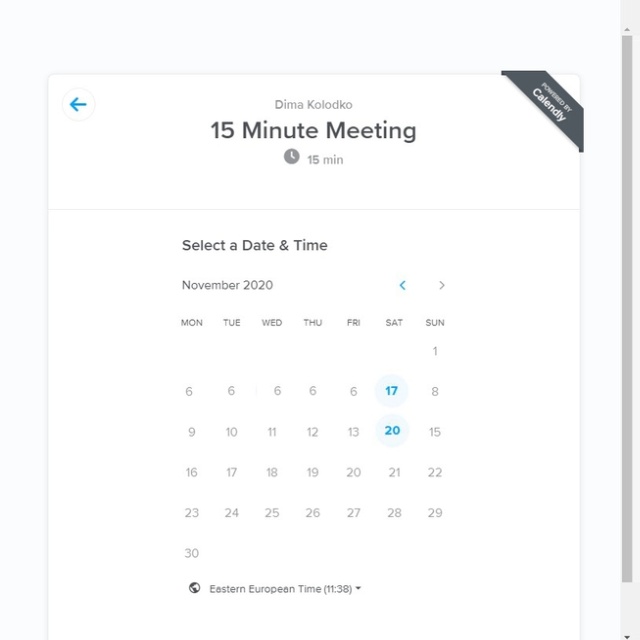 POWERED BY
Calendly
Dima Kolodko
15 Minute Meeting
15 min
Select a Date & Time
November 2020
MON TUE WED THU FRI SAT SUN
1
6 6 6 6 6 17 8
9 10 11 12 13 20 15
16 17 18 19 20 21 22
23 24 25 26 27 28 29
30
Eastern European Time (11:38)